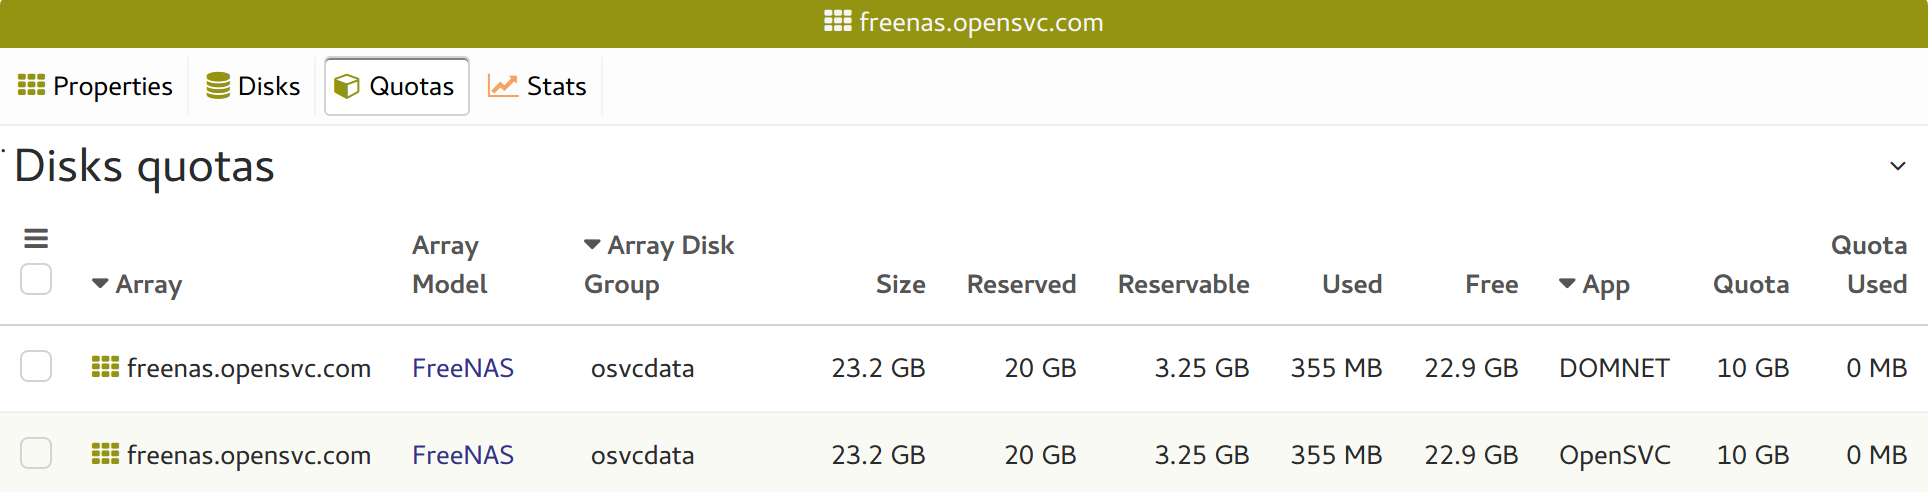 freenas.opensvc.com
Properties Disks Quotas Stats
Disks quotas
Array Array Model Array Disk Group Size Reserved Reservable Used Free App Quota Quota Used
freenas.opensvc.com FreeNAS osvcdata 23.2 GB 20 GB 3.25 GB 355 MB 22.9 GB DOMNET 10 GB 0 MB
freenas.opensvc.com FreeNAS osvcdata 23.2 GB 20 GB 3.25 GB 355 MB 22.9 GB OpenSVC 10 GB 0 MB